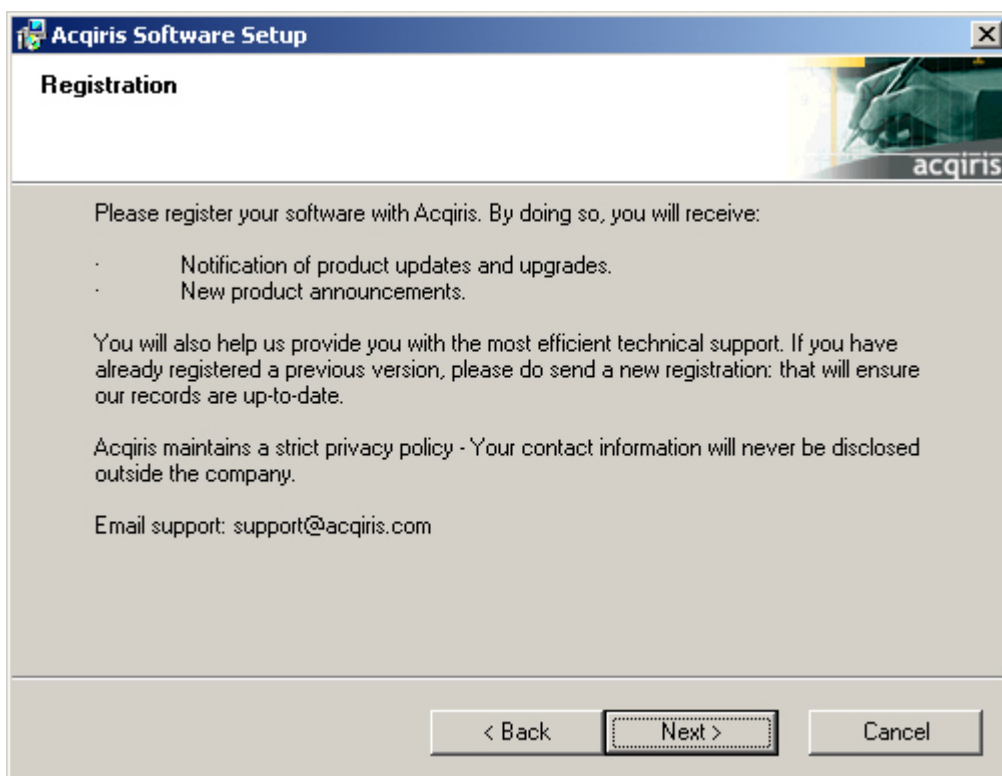 Acqiris Software Setup
Registration
acqiris
Please register your software with Acqiris. By doing so, you will receive:
· Notification of product updates and upgrades.
· New product announcements.
You will also help us provide you with the most efficient technical support. If you have
already registered a previous version, please do send a new registration: that will ensure
our records are up-to-date.
Acqiris maintains a strict privacy policy - Your contact information will never be disclosed
outside the company.
Email support: support@acqiris.com
< Back Next > Cancel